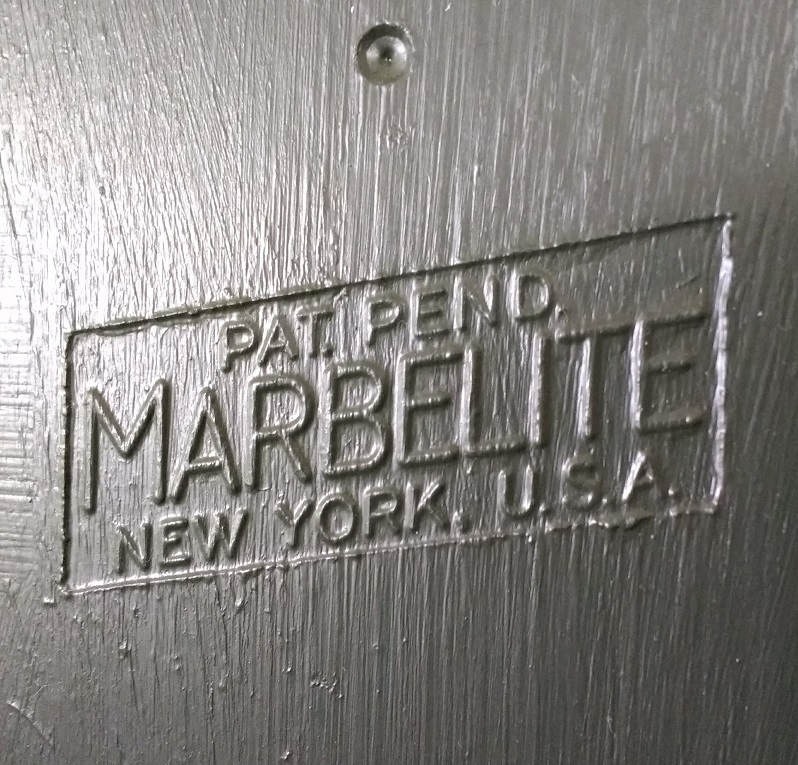 PAT. PEND.
MARBELITE
NEW YORK, U.S.A.